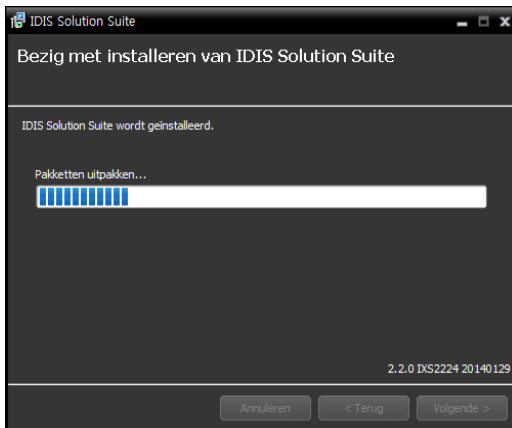 IDIS Solution Suite
Bezig met installeren van IDIS Solution Suite
IDIS Solution Suite wordt geïnstalleerd.
Pakketten uitpakken...
2.2.0 IXS2224 20140129
Annuleren
< Terug
Volgende >